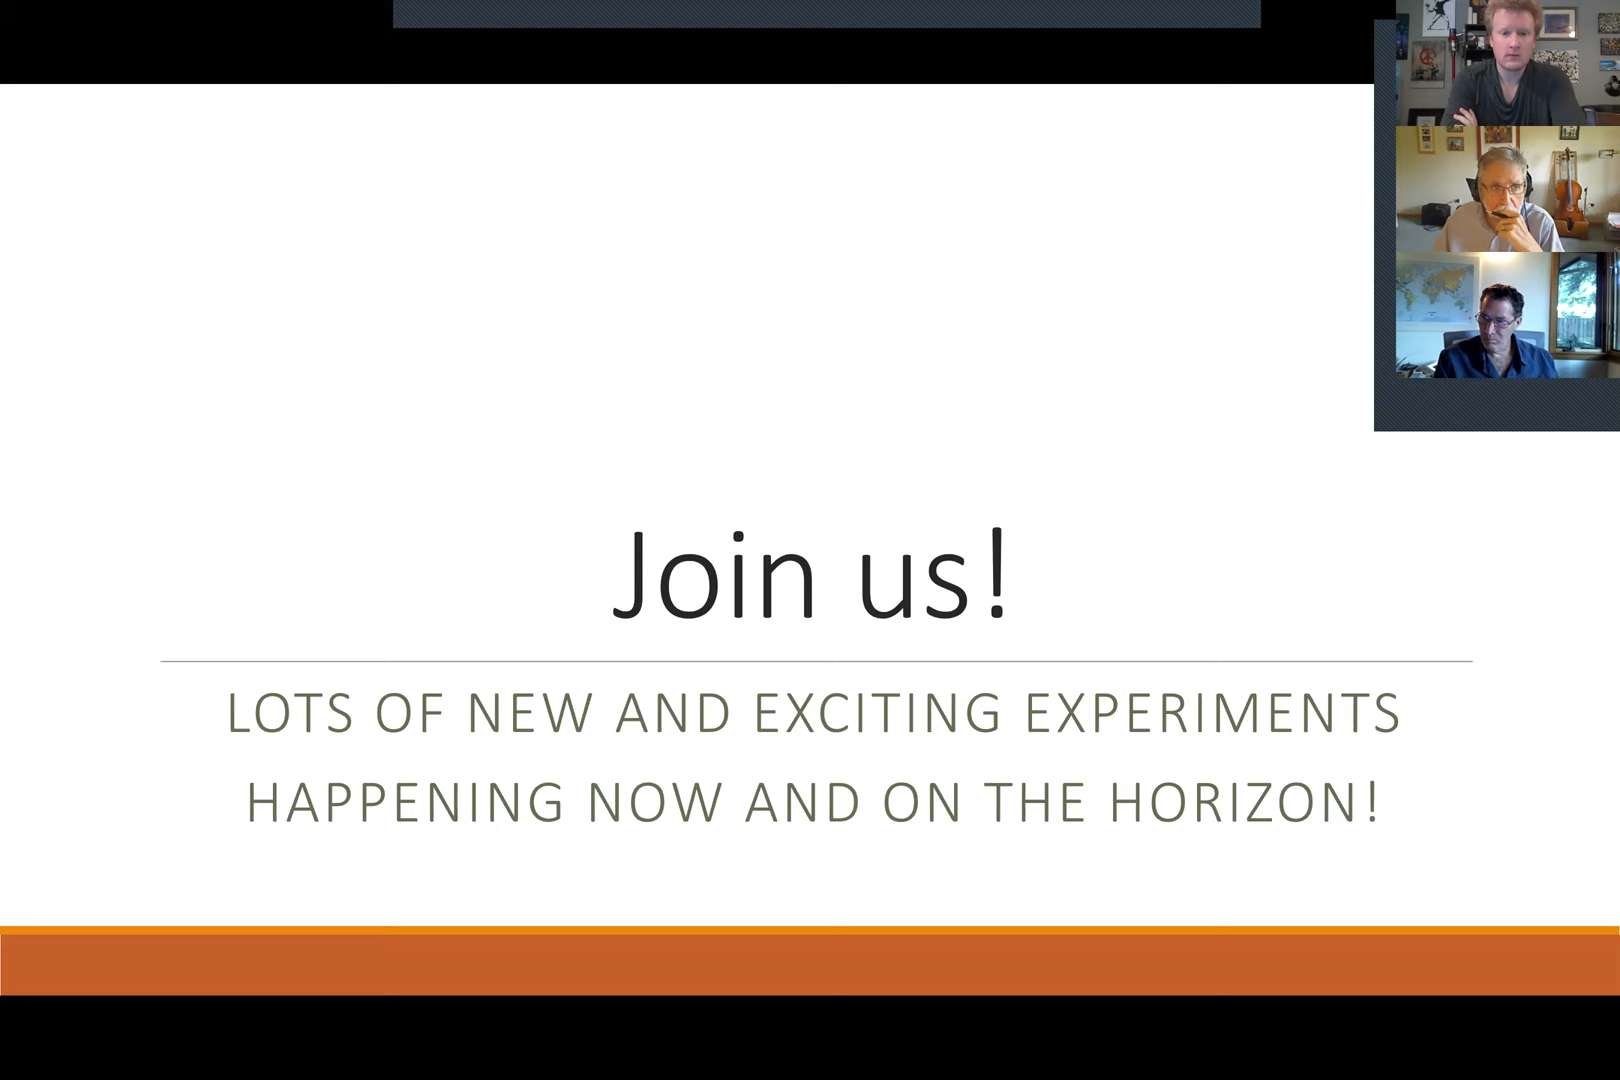 Join us!
LOTS OF NEW AND EXCITING EXPERIMENTS
HAPPENING NOW AND ON THE HORIZON!